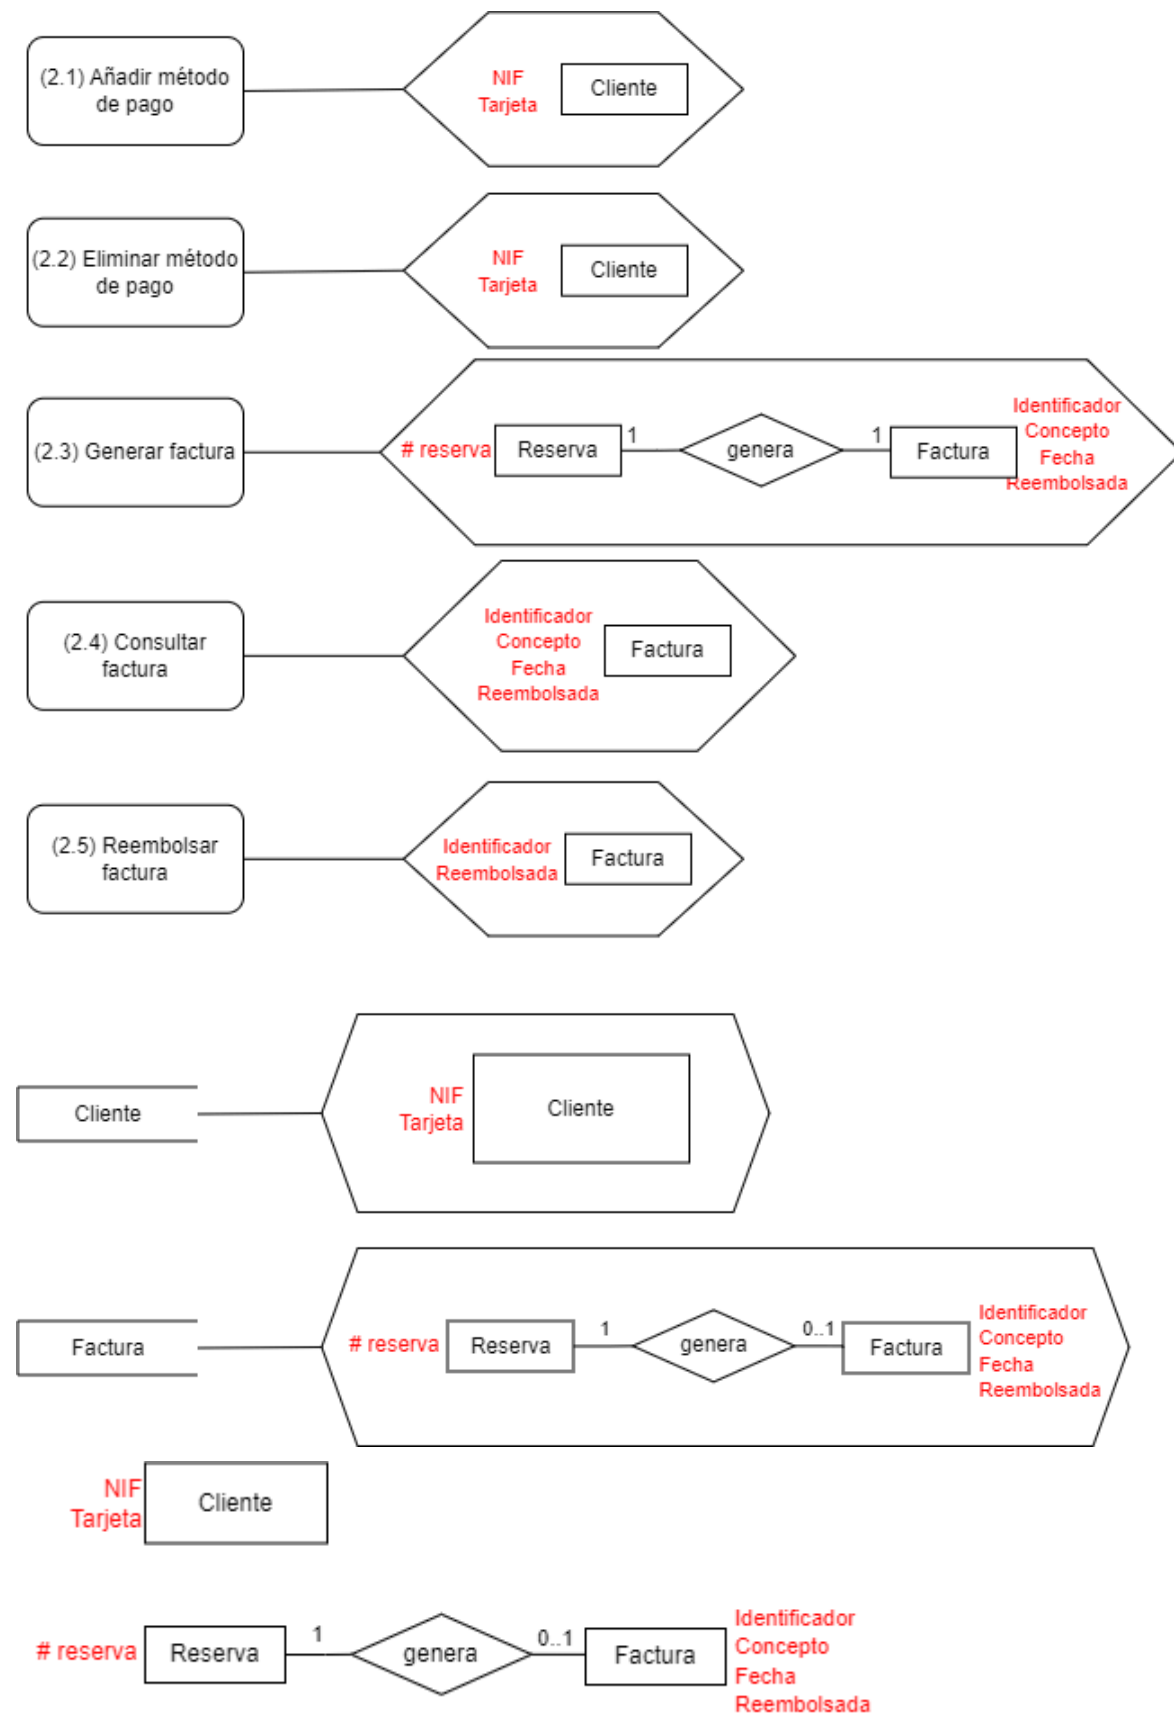 (2.1) Añadir método
de pago
NIF
Tarjeta
Cliente
(2.2) Eliminar método
de pago
NIF
Tarjeta
Cliente
(2.3) Generar factura
# reserva
Reserva
1
genera
1
Factura
Identificador
Concepto
Fecha
Reembolsada
(2.4) Consultar
factura
Identificador
Concepto
Fecha
Reembolsada
Factura
(2.5) Reembolsar
factura
Identificador
Reembolsada
Factura
Cliente
NIF
Tarjeta
Cliente
Factura
# reserva
Reserva
1
genera
0..1
Factura
Identificador
Concepto
Fecha
Reembolsada
NIF
Tarjeta
Cliente
# reserva
Reserva
1
genera
0..1
Factura
Identificador
Concepto
Fecha
Reembolsada